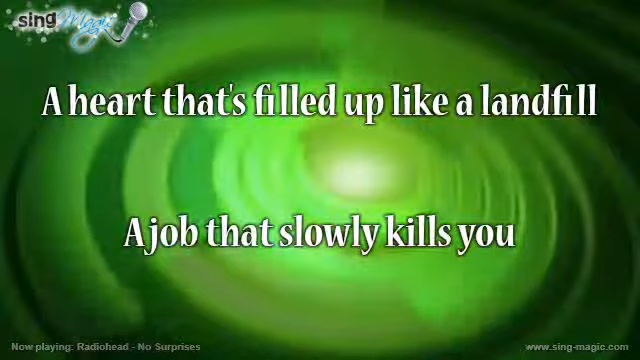 sing Magic
A heart that's filled up like a landfill
A job that slowly kills you
Now playing: Radiohead - No Surprises
www.sing-magic.com